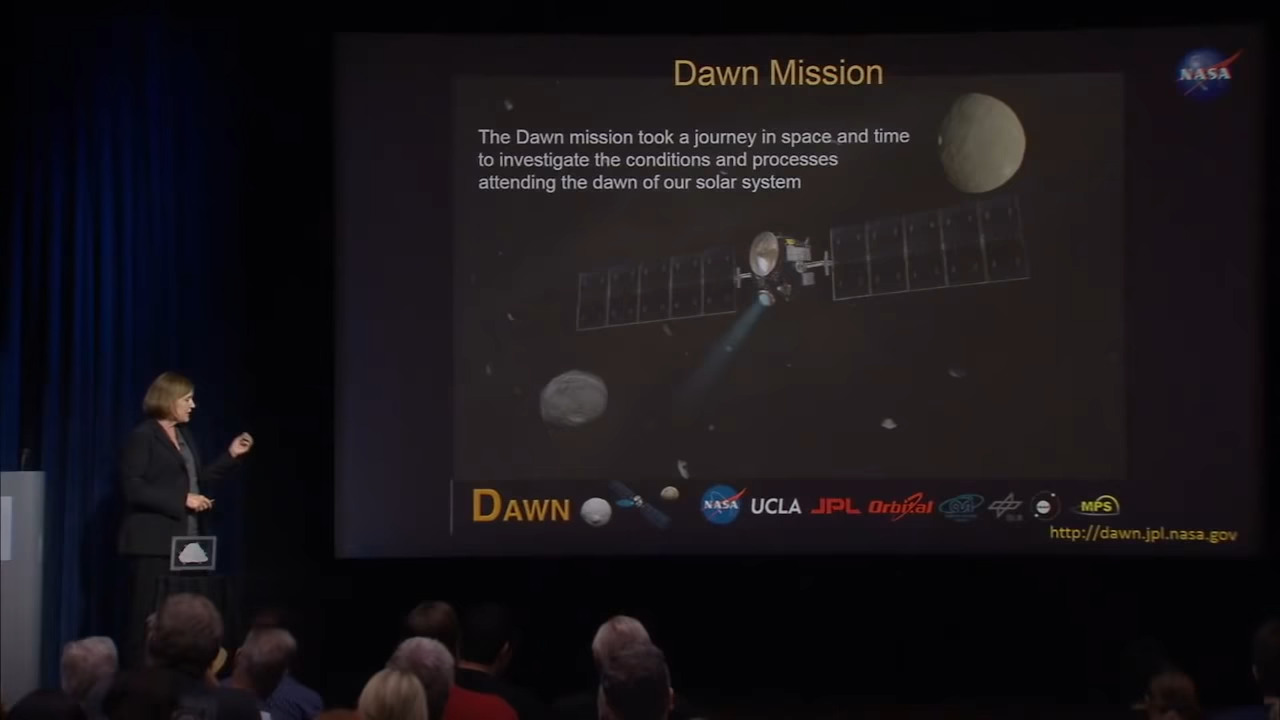 Dawn Mission
NASA
The Dawn mission took a journey in space and time
to investigate the conditions and processes
attending the dawn of our solar system
DAWN NASA UCLA JPL Orbital MPS
http://dawn.jpl.nasa.gov